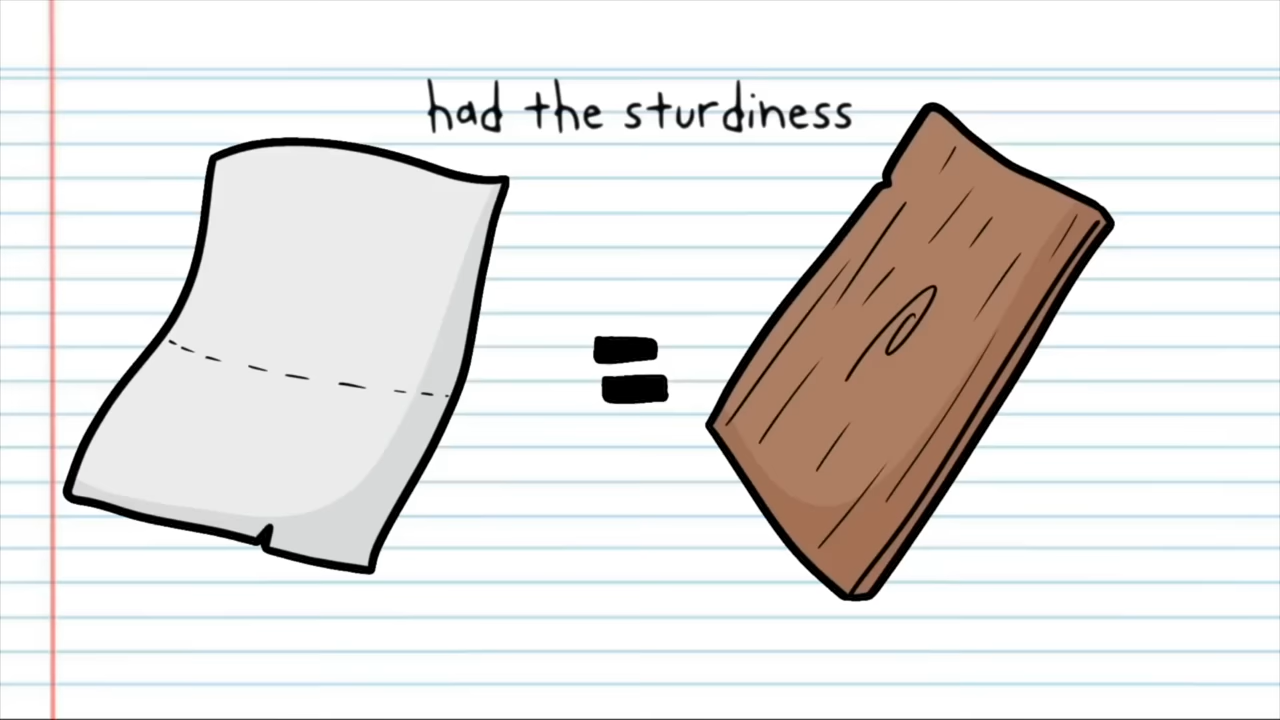 had the sturdiness
=